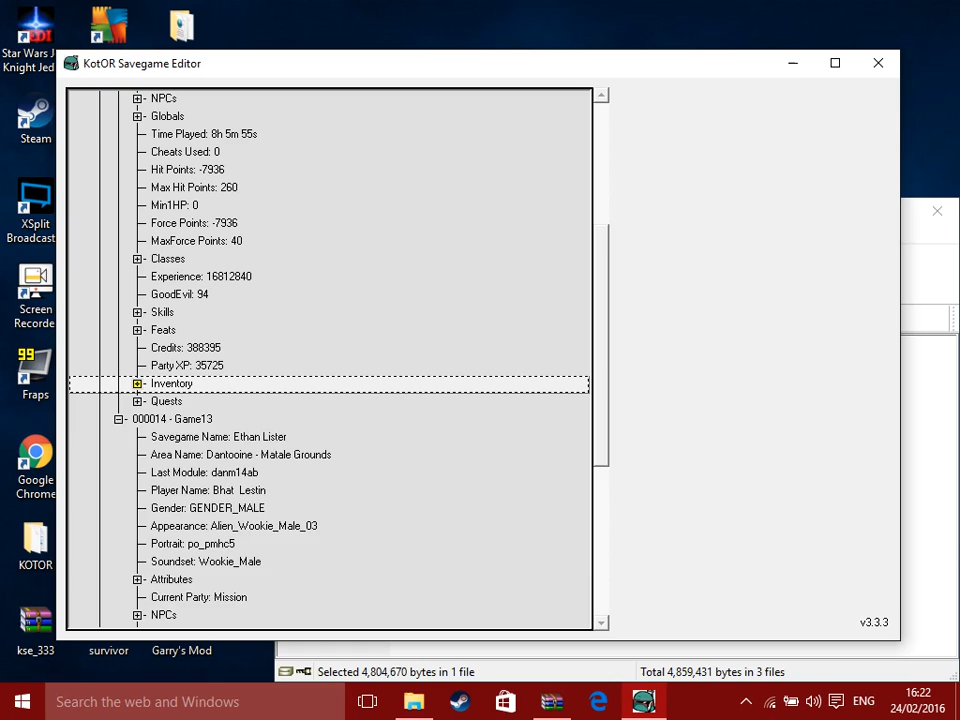 Star Wars J
Knight Jed
Steam
XSplit
Broadcast
Screen
Recorde
99
Fraps
Google
Chrome
KOTOR
kse_333
survivor
Garry's Mod
KotOR Savegame Editor
NPCs
Globals
Time Played: 8h 5m 55s
Cheats Used: 0
Hit Points: -7936
Max Hit Points: 260
Min1HP: 0
Force Points: -7936
MaxForce Points: 40
Classes
Experience: 16812840
GoodEvil: 94
Skills
Feats
Credits: 388395
Party XP: 35725
Inventory
Quests
000014 - Game13
Savegame Name: Ethan Lister
Area Name: Dantooine - Matale Grounds
Last Module: danm14ab
Player Name: Bhat  Lestin
Gender: GENDER_MALE
Appearance: Alien_Wookie_Male_03
Portrait: po_pmhc5
Soundset: Wookie_Male
Attributes
Current Party: Mission
NPCs
v3.3.3
Selected 4,804,670 bytes in 1 file
Total 4,859,431 bytes in 3 files
Search the web and Windows
ENG
16:22
24/02/2016